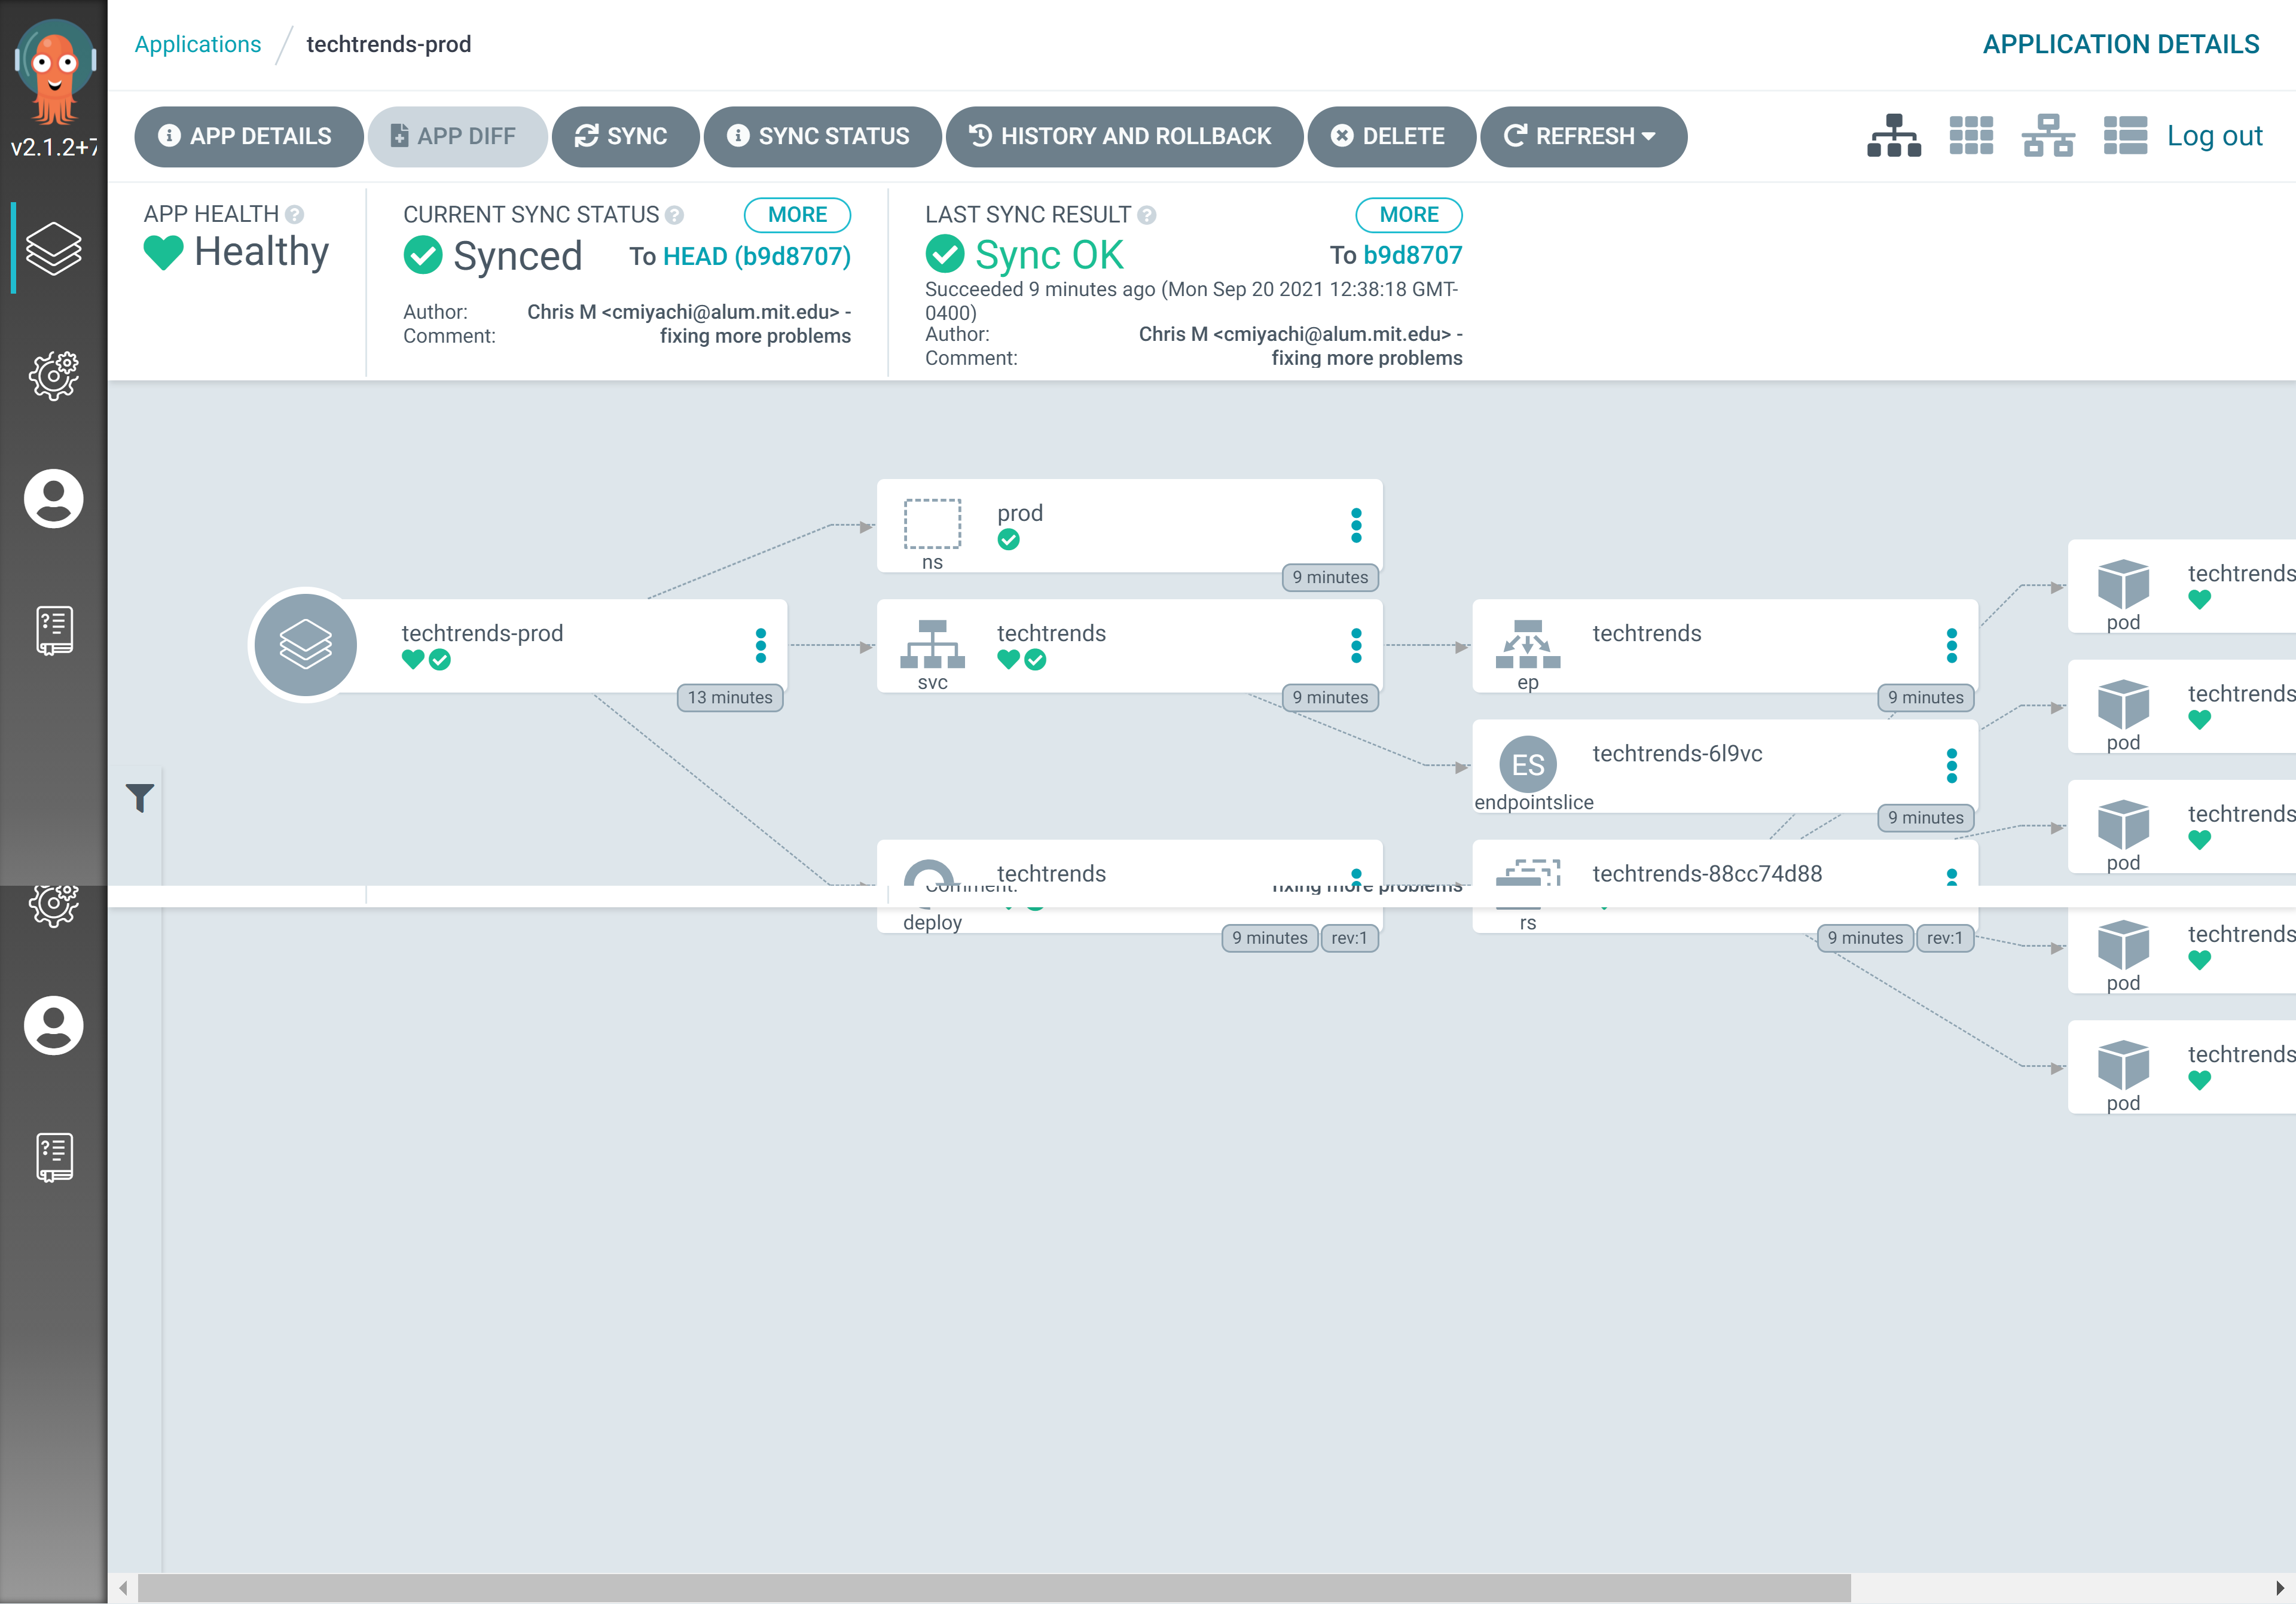 Applications / techtrends-prod
APPLICATION DETAILS
v2.1.2+7
APP DETAILS
APP DIFF
SYNC
SYNC STATUS
HISTORY AND ROLLBACK
DELETE
REFRESH
Log out
APP HEALTH
Healthy
CURRENT SYNC STATUS
MORE
Synced
To HEAD (b9d8707)
Author: Chris M <cmiyachi@alum.mit.edu> -
Comment: fixing more problems
LAST SYNC RESULT
MORE
Sync OK
To b9d8707
Succeeded 9 minutes ago (Mon Sep 20 2021 12:38:18 GMT-
0400)
Author: Chris M <cmiyachi@alum.mit.edu> -
Comment: fixing more problems
prod
ns
9 minutes
techtrends-prod
13 minutes
techtrends
svc
9 minutes
techtrends
ep
9 minutes
ES
techtrends-6l9vc
endpointslice
9 minutes
techtrends
Comment: fixing more problems
deploy
9 minutes
rev:1
techtrends-88cc74d88
rs
9 minutes
rev:1
techtrends
pod
techtrends
pod
techtrends
pod
techtrends
pod
techtrends
pod